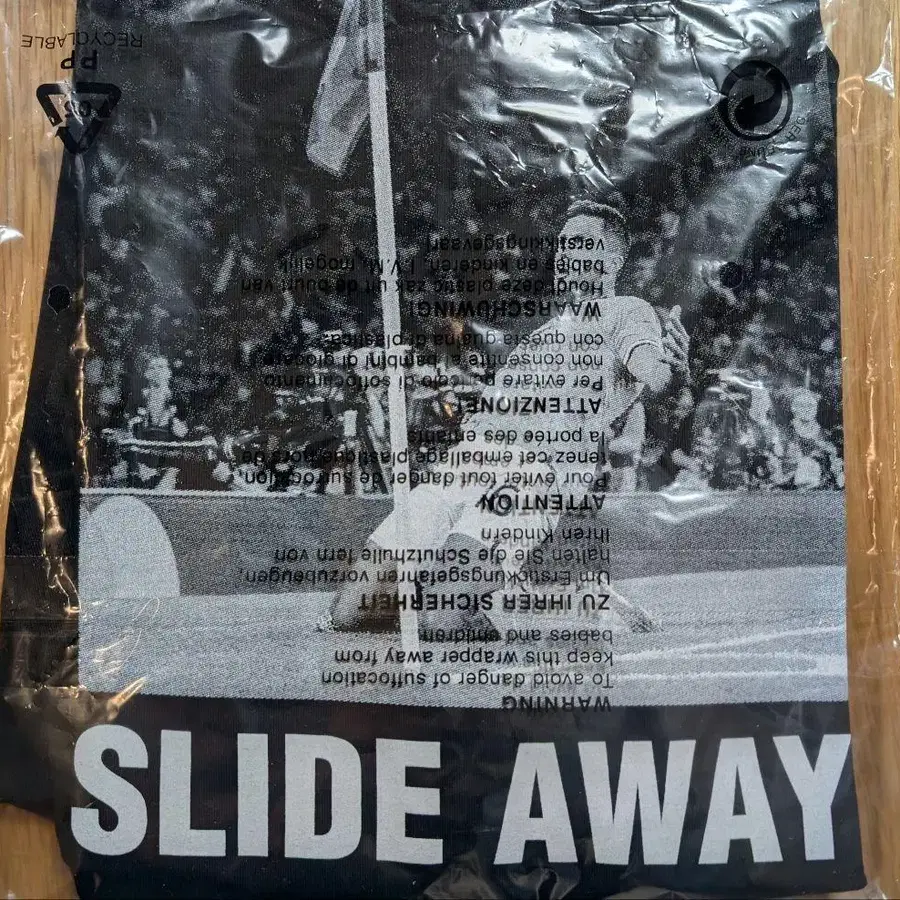 SLIDE AWAY
WARNING
To avoid danger of suffocation
keep this wrapper away from
babies and children
ZU IHRER SICHERHEIT
Um Erstickungsgefahren vorzubeugen,
halten Sie die Schutzhulle fern von
Ihren Kindern
ATTENTION
Pour éviter tout danger de suffocation,
tenez cet emballage plastique hors de
la portée des enfants
ATTENZIONE!
Per evitare pericolo di soffocamento
non consentire ai bambini di giocare
con questa guaina di plastica.
WAARSCHUWING!
Houdt deze plastic zak uit de buurt van
babies en kinderen. I.V.M. mogelijk
verstikkingsgevaar.
05
PP
RECYCLABLE